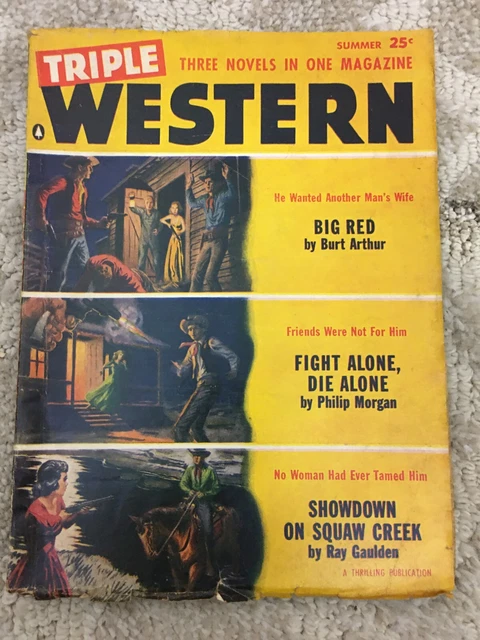 SUMMER 25¢
TRIPLE
THREE NOVELS IN ONE MAGAZINE
WESTERN
He Wanted Another Man's Wife
BIG RED
by Burt Arthur
Friends Were Not For Him
FIGHT ALONE,
DIE ALONE
by Philip Morgan
No Woman Had Ever Tamed Him
SHOWDOWN
ON SQUAW CREEK
by Ray Gaulden
A THRILLING PUBLICATION